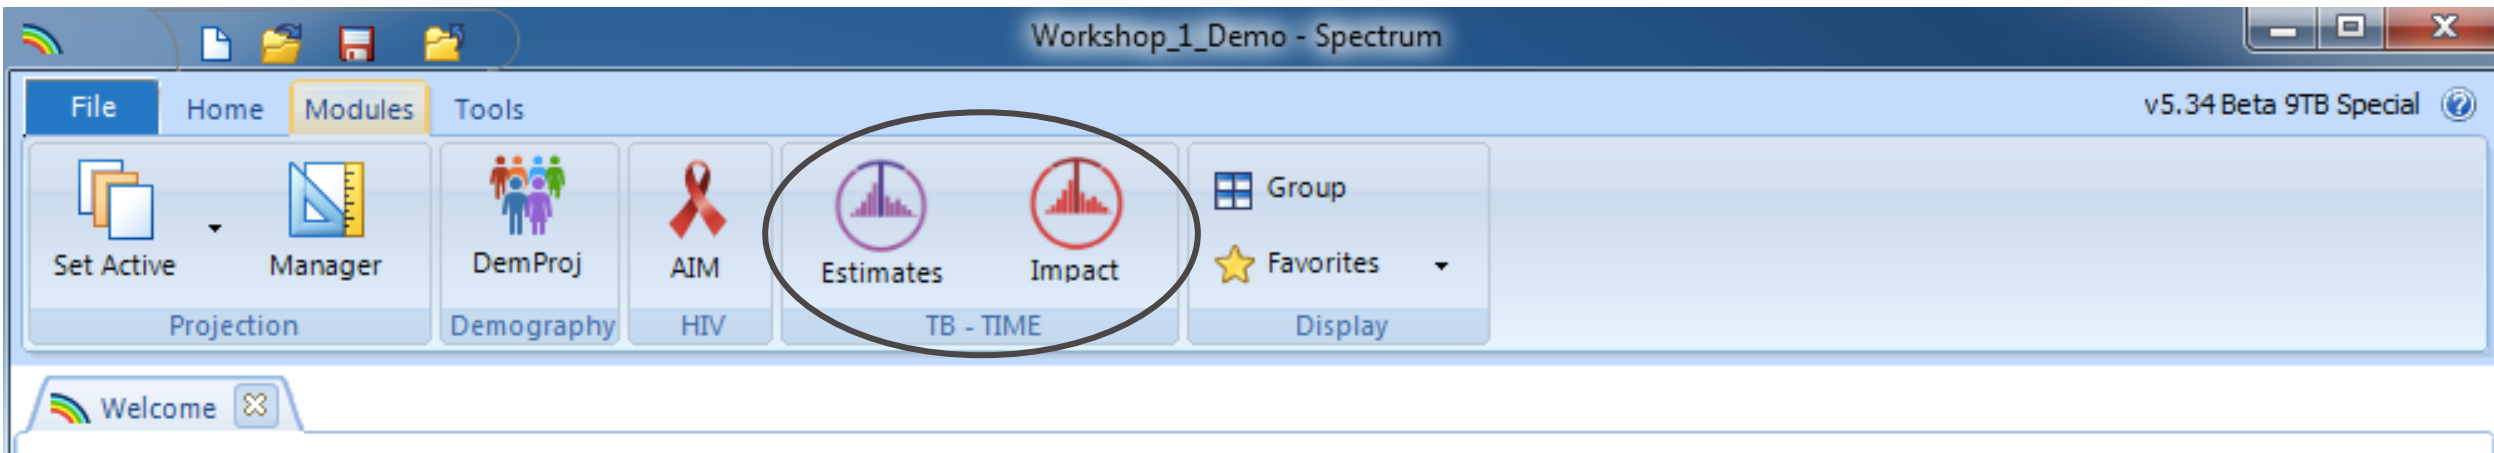 Workshop_1_Demo - Spectrum
File Home Modules Tools v5.34 Beta 9TB Special
Group
Set Active Manager DemProj AIM Estimates Impact Favorites
Projection Demography HIV TB - TIME Display
Welcome